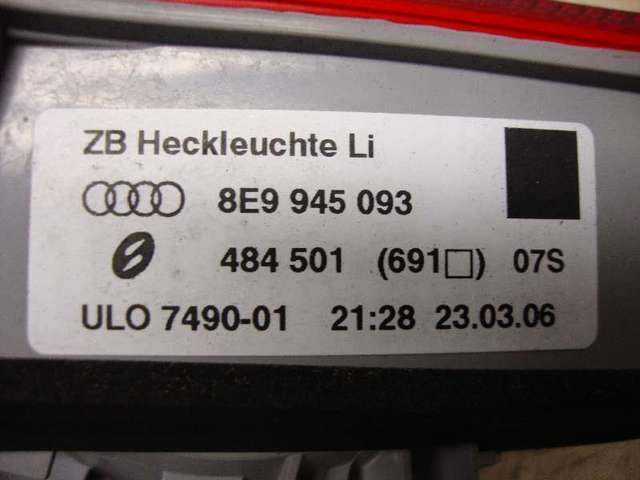 ZB Heckleuchte Li
8E9 945 093
484 501 (691□) 07S
ULO 7490-01 21:28 23.03.06